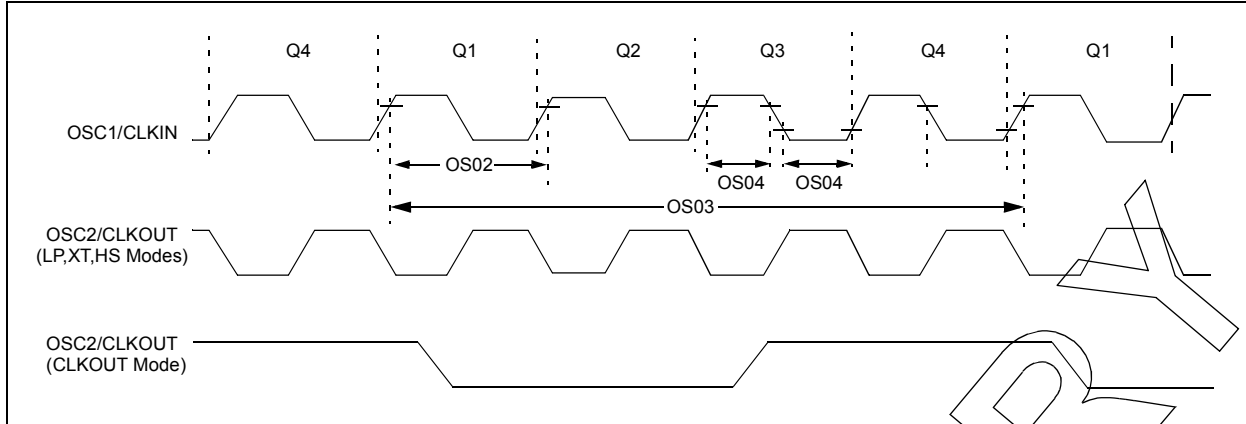 Q4 Q1 Q2 Q3 Q4 Q1
OSC1/CLKIN
OS02
OS04 OS04
OS03
OSC2/CLKOUT
(LP,XT,HS Modes)
OSC2/CLKOUT
(CLKOUT Mode)
R
Y